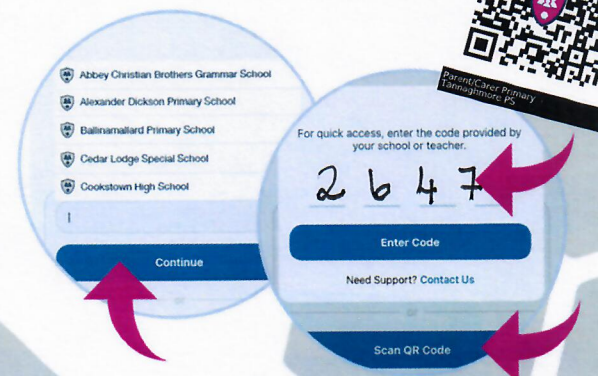 Abbey Christian Brothers Grammar School
Alexander Dickson Primary School
Ballinamallard Primary School
Cedar Lodge Special School
Cookstown High School
Continue
or
Parent/Carer Primary
Tannaghmore PS
For quick access, enter the code provided by
your school or teacher.
2647
Enter Code
Need Support? Contact Us
or
Scan QR Code